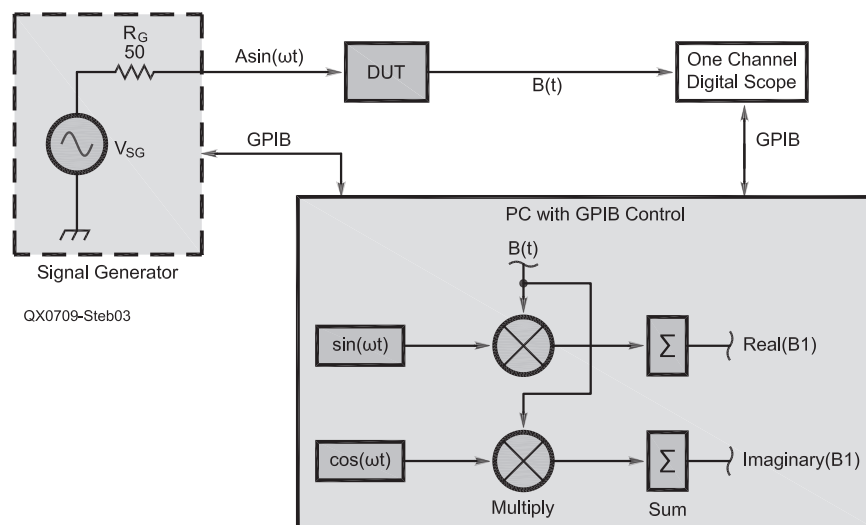 R_G
50
Asin(ωt)
DUT
B(t)
One Channel
Digital Scope
V_SG
GPIB
GPIB
Signal Generator
QX0709-Steb03
PC with GPIB Control
B(t)
sin(ωt)
Σ
Real(B1)
cos(ωt)
Σ
Imaginary(B1)
Multiply
Sum